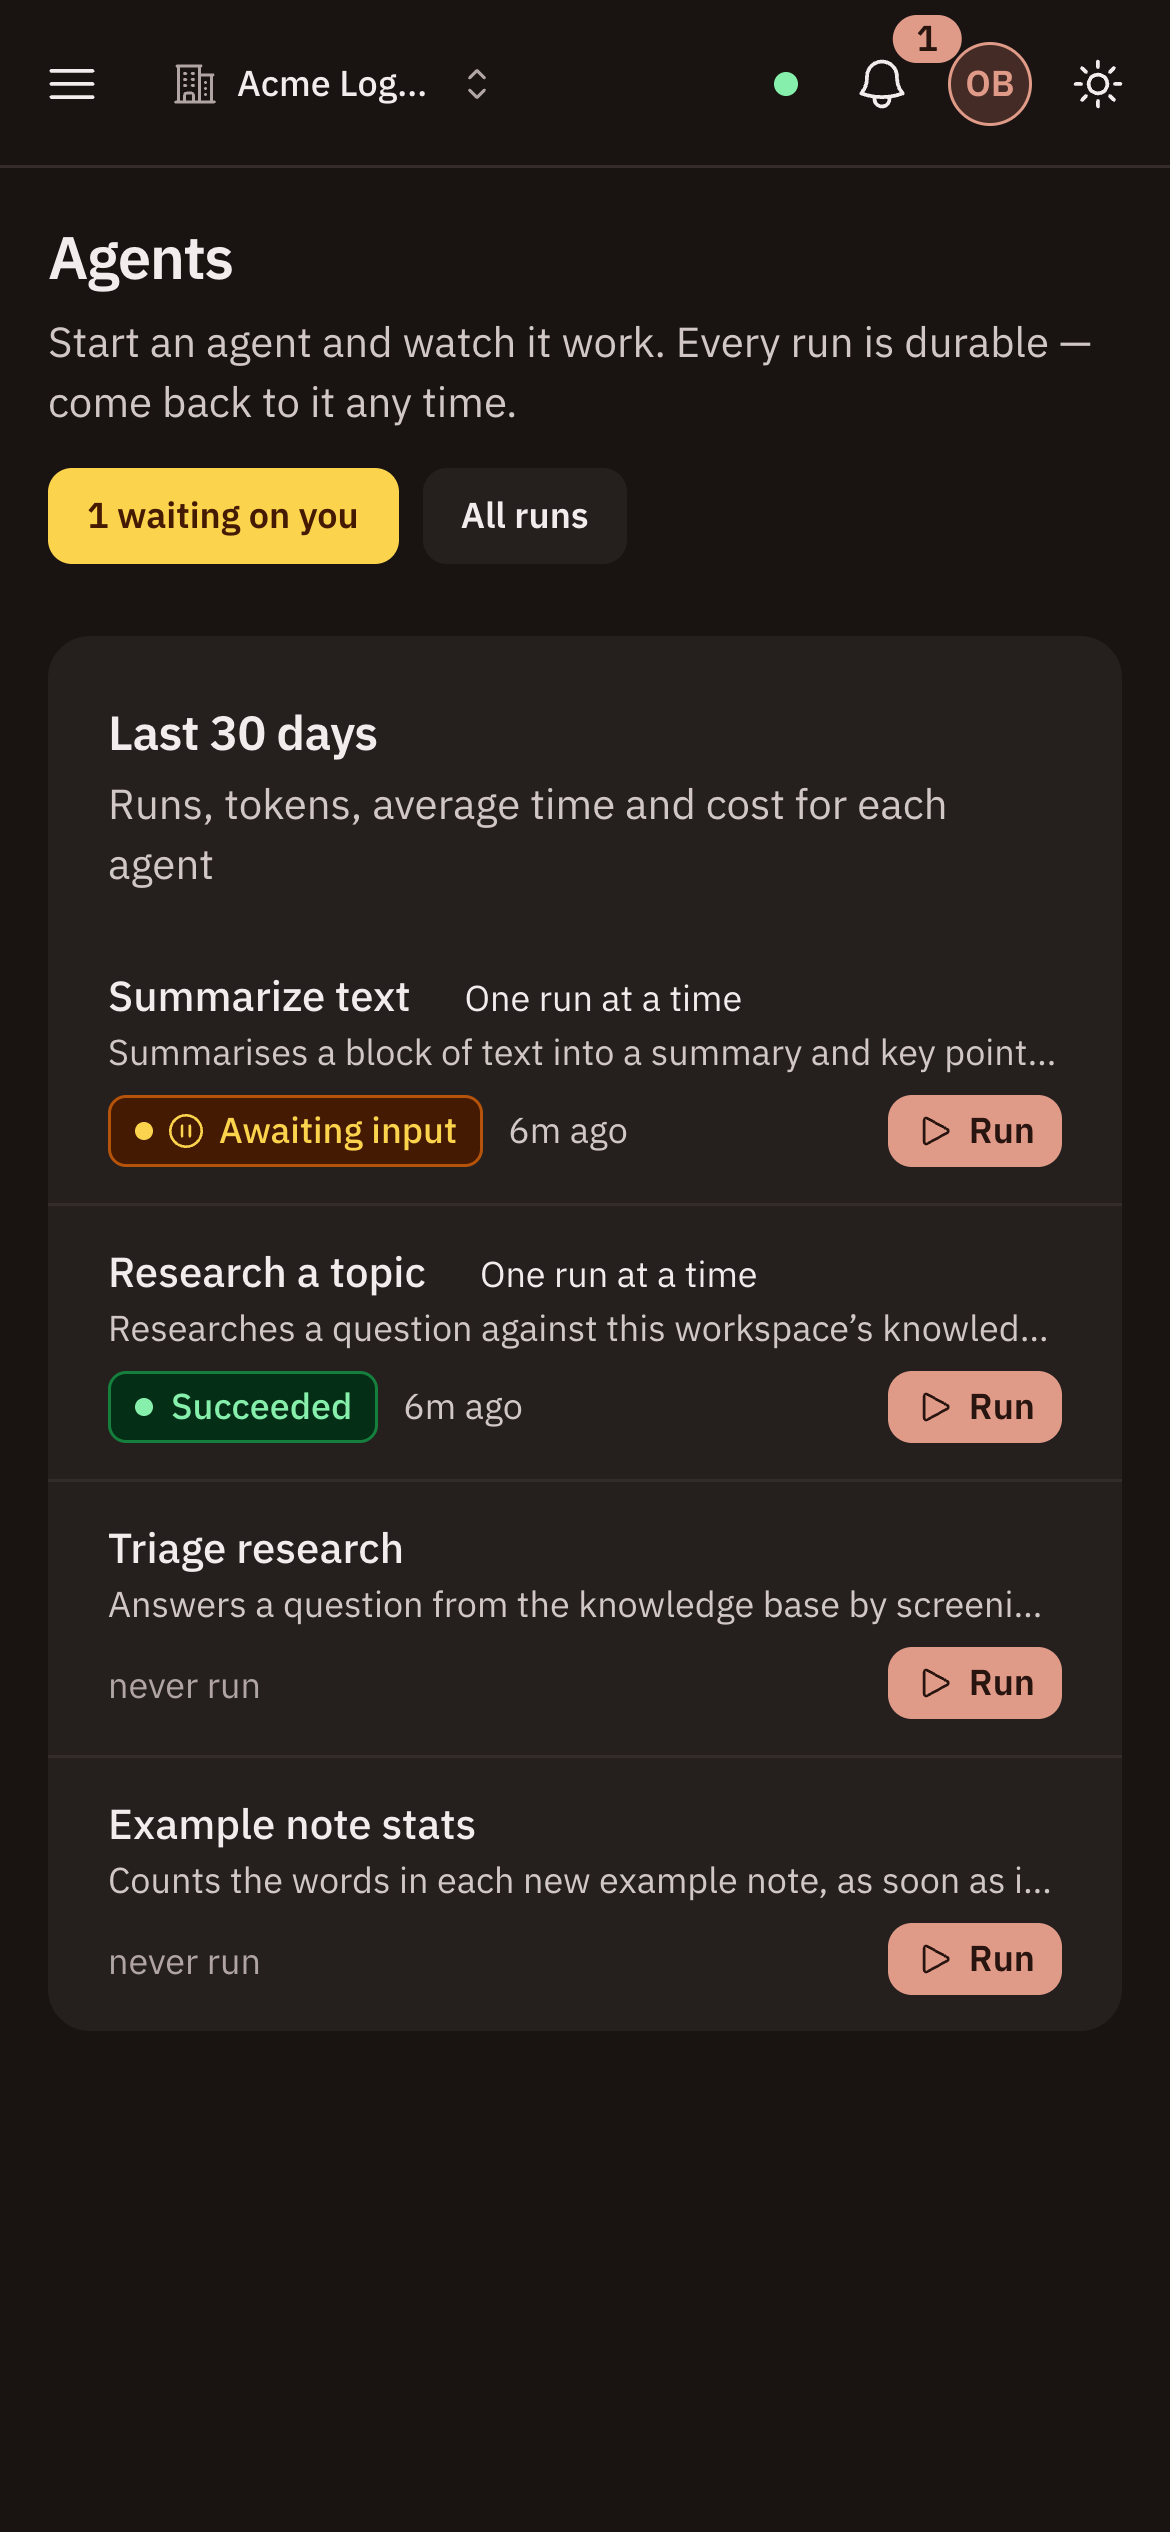 Acme Log...
1
OB
Agents
Start an agent and watch it work. Every run is durable —
come back to it any time.
1 waiting on you
All runs
Last 30 days
Runs, tokens, average time and cost for each
agent
Summarize text One run at a time
Summarises a block of text into a summary and key point...
Awaiting input 6m ago Run
Research a topic One run at a time
Researches a question against this workspace’s knowled...
Succeeded 6m ago Run
Triage research
Answers a question from the knowledge base by screeni...
never run Run
Example note stats
Counts the words in each new example note, as soon as i...
never run Run